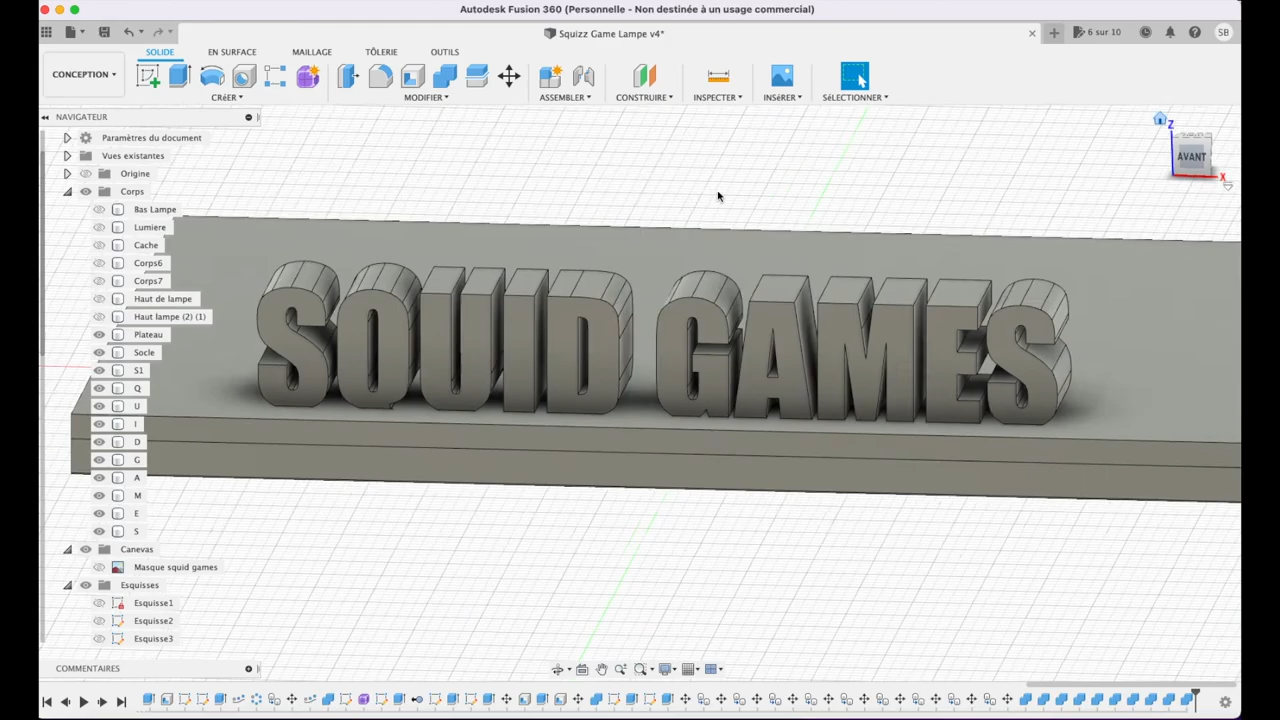 Autodesk Fusion 360 (Personnelle - Non destinée à un usage commercial)
Squizz Game Lampe v4*
6 sur 10
SB
CONCEPTION
SOLIDE
EN SURFACE
MAILLAGE
TÔLERIE
OUTILS
CRÉER
MODIFIER
ASSEMBLER
CONSTRUIRE
INSPECTER
INSÉRER
SÉLECTIONNER
NAVIGATEUR
Paramètres du document
Vues existantes
Origine
Corps
Bas Lampe
Lumiere
Cache
Corps6
Corps7
Haut de lampe
Haut lampe (2) (1)
Plateau
Socle
S1
Q
U
I
D
G
A
M
E
S
Canevas
Masque squid games
Esquisses
Esquisse1
Esquisse2
Esquisse3
Z
AVANT
X
SQUID GAMES
COMMENTAIRES